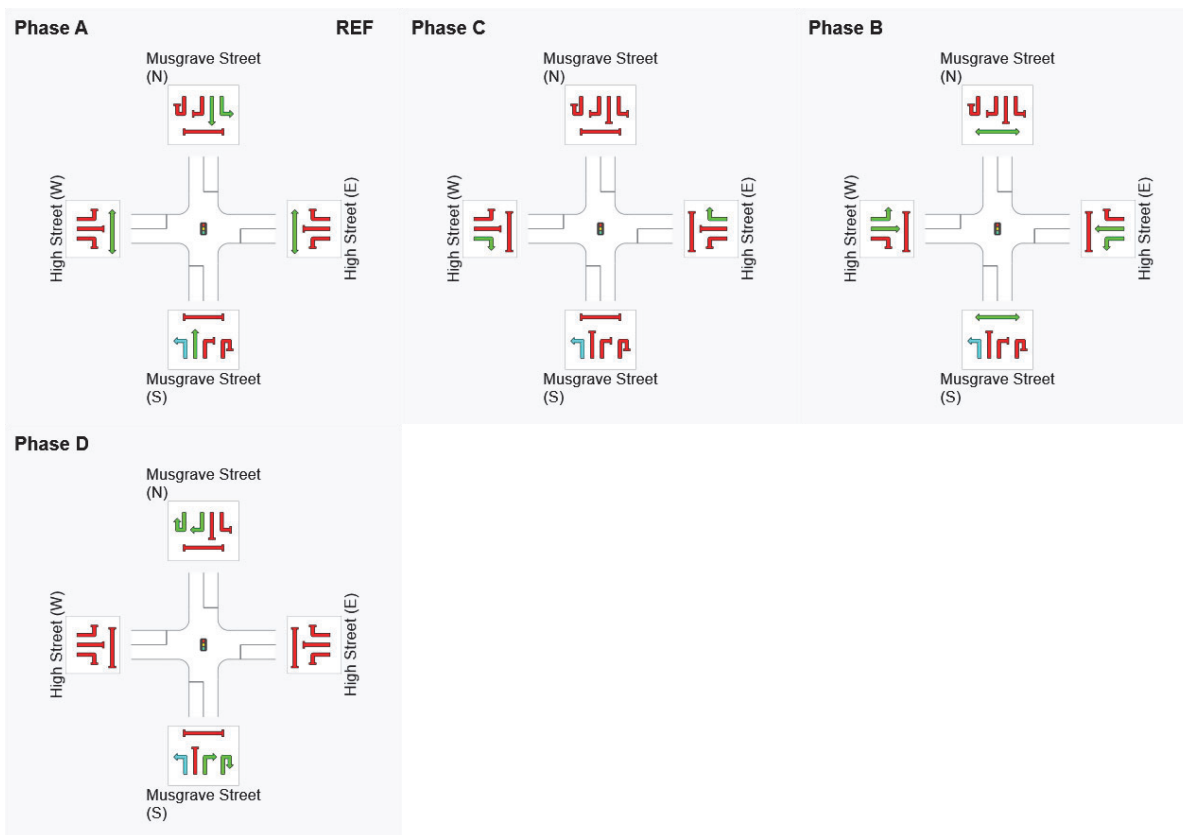 Phase A
REF
Musgrave Street
(N)
High Street (W)
High Street (E)
Musgrave Street
(S)
Phase C
Musgrave Street
(N)
High Street (W)
High Street (E)
Musgrave Street
(S)
Phase B
Musgrave Street
(N)
High Street (W)
High Street (E)
Musgrave Street
(S)
Phase D
Musgrave Street
(N)
High Street (W)
High Street (E)
Musgrave Street
(S)